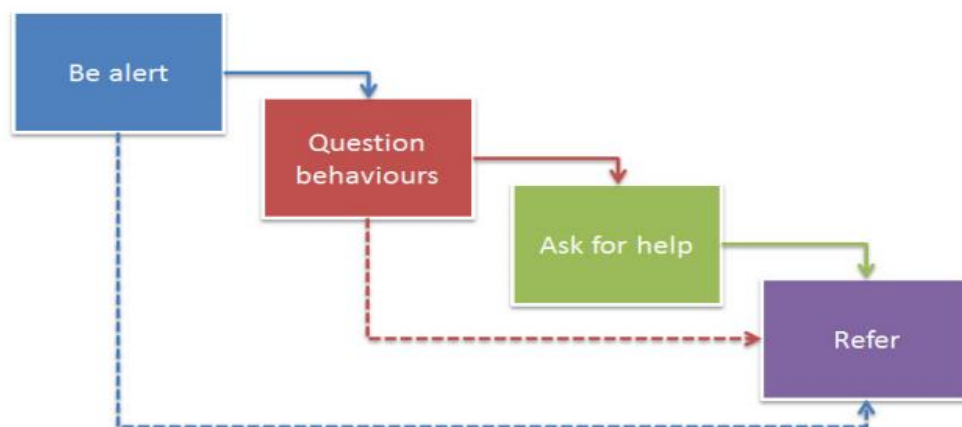 Be alert
Question
behaviours
Ask for help
Refer